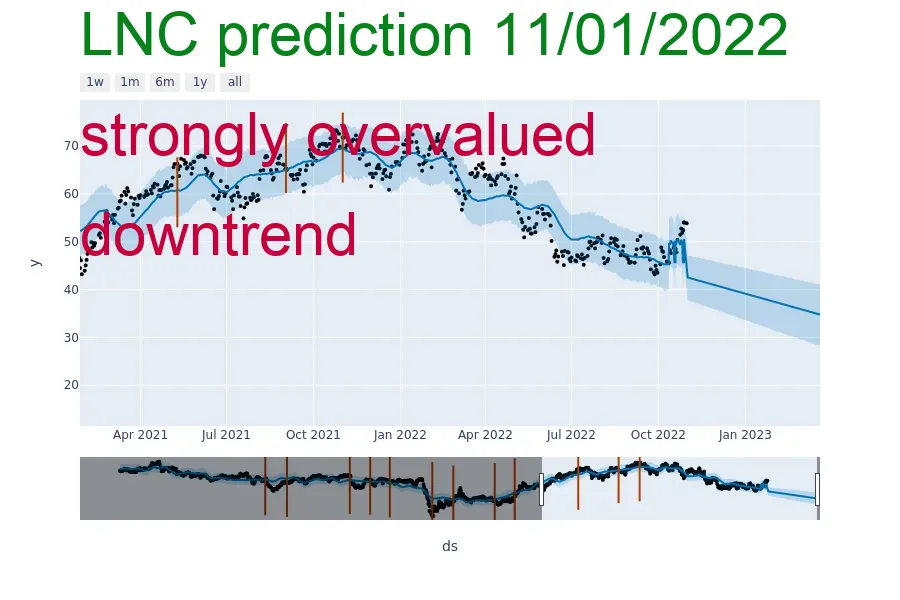 LNC prediction 11/01/2022
1w 1m 6m 1y all
strongly overvalued
downtrend
y
70
60
50
40
30
20
Apr 2021 Jul 2021 Oct 2021 Jan 2022 Apr 2022 Jul 2022 Oct 2022 Jan 2023
ds